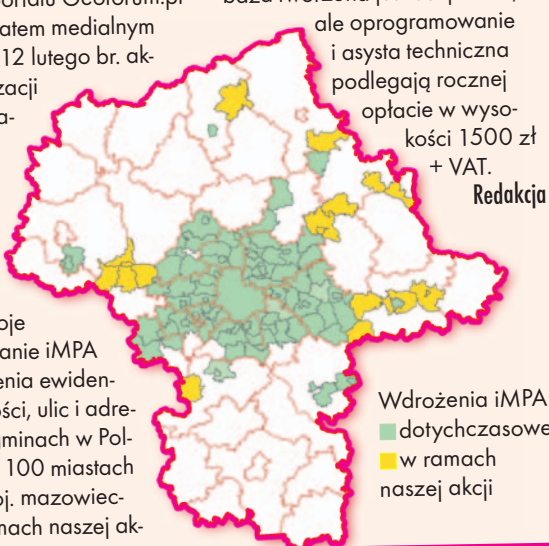 atem medialnym
12 lutego br. ak-
zacji
oje
anie iMPA
enia ewiden-
ości, ulic i adre-
gminach w Pol-
100 miastach
oj. mazowiec-
mach naszej ak-
ale oprogramowanie
i asysta techniczna
podlegają rocznej
opłacie w wyso-
kości 1500 zł
+ VAT.
Redakcja
Wdrożenia iMPA
dotychczasowe
w ramach
naszej akcji